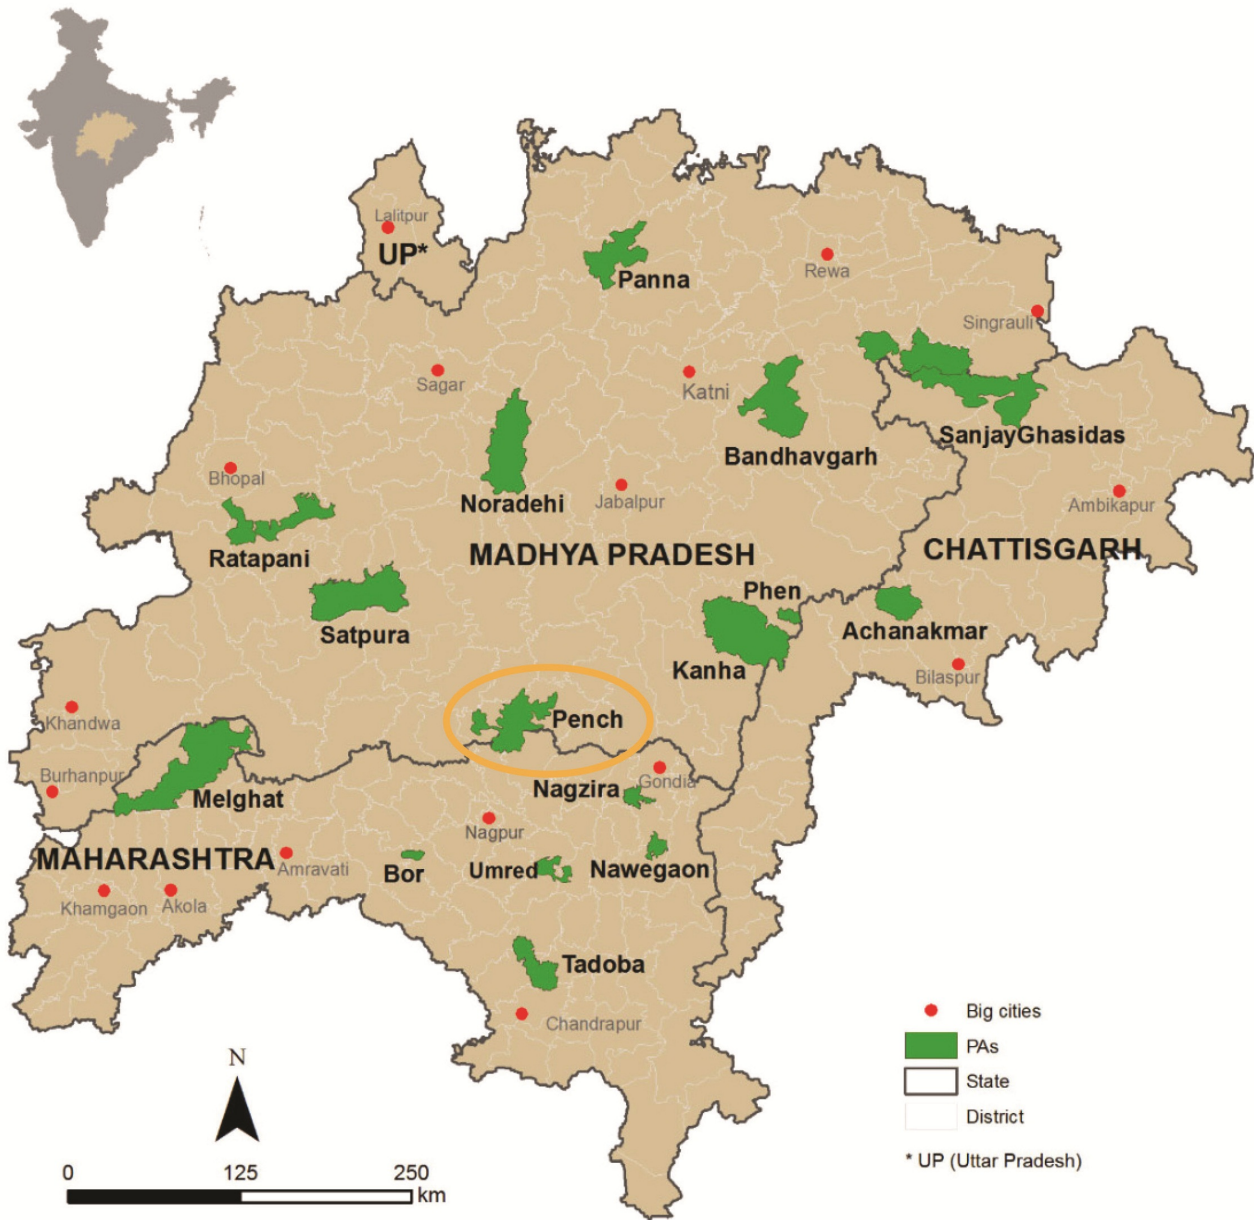 Lalitpur
UP*
Panna
Rewa
Singrauli
Sagar
Katni
SanjayGhasidas
Bandhavgarh
Bhopal
Noradehi
Jabalpur
Ambikapur
Ratapani
MADHYA PRADESH
CHATTISGARH
Phen
Satpura
Achanakmar
Kanha
Bilaspur
Khandwa
Pench
Burhanpur
Melghat
Nagzira
Gondia
Nagpur
MAHARASHTRA
Amravati
Bor
Umred
Nawegaon
Khamgaon
Akola
Tadoba
Chandrapur
Big cities
PAs
State
District
* UP (Uttar Pradesh)
N
0 125 250
km